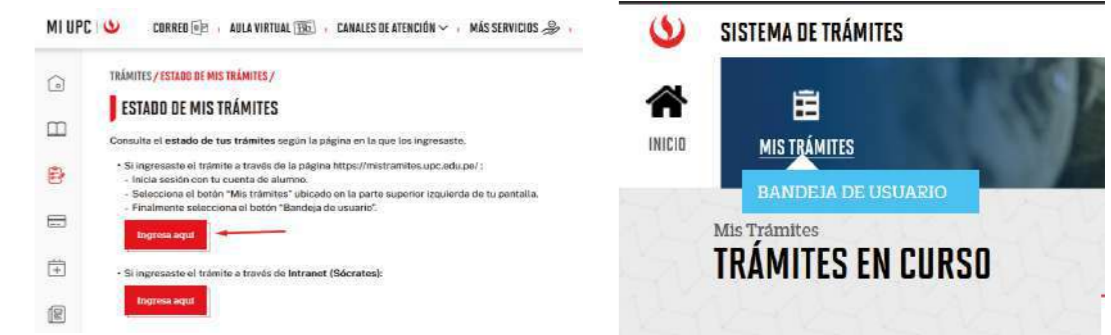 MI UPC
CORREO
AULA VIRTUAL
CANALES DE ATENCIÓN
MÁS SERVICIOS
TRÁMITES / ESTADO DE MIS TRÁMITES /
ESTADO DE MIS TRÁMITES
Consulta el estado de tus trámites según la página en la que los ingresaste.
• Si ingresaste el trámite a través de la página https://mistramites.upc.edu.pe/ :
- Inicia sesión con tu cuenta de alumno.
- Selecciona el botón "Mis trámites" ubicado en la parte superior izquierda de tu pantalla.
- Finalmente selecciona el botón "Bandeja de usuario".
Ingresa aquí
• Si ingresaste el trámite a través de Intranet (Sócrates):
Ingresa aquí
SISTEMA DE TRÁMITES
INICIO
MIS TRÁMITES
BANDEJA DE USUARIO
Mis Trámites
TRÁMITES EN CURSO